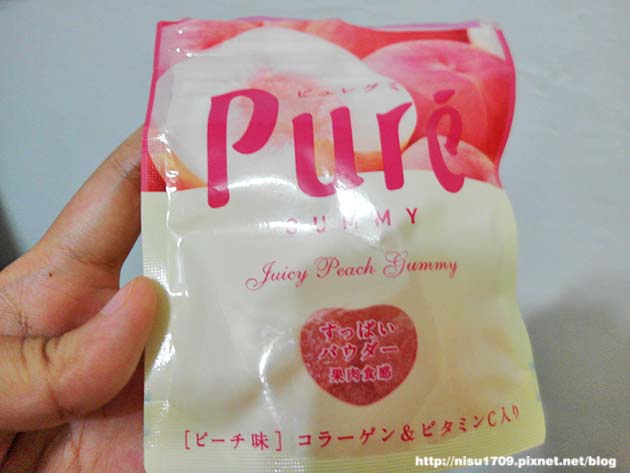 ピュレグミ
Puré
GUMMY
Juicy Peach Gummy
すっぱい
パウダー
果肉食感
[ピーチ味] コラーゲン&ビタミンC入り
http://nisu1709.pixnet.net/blog